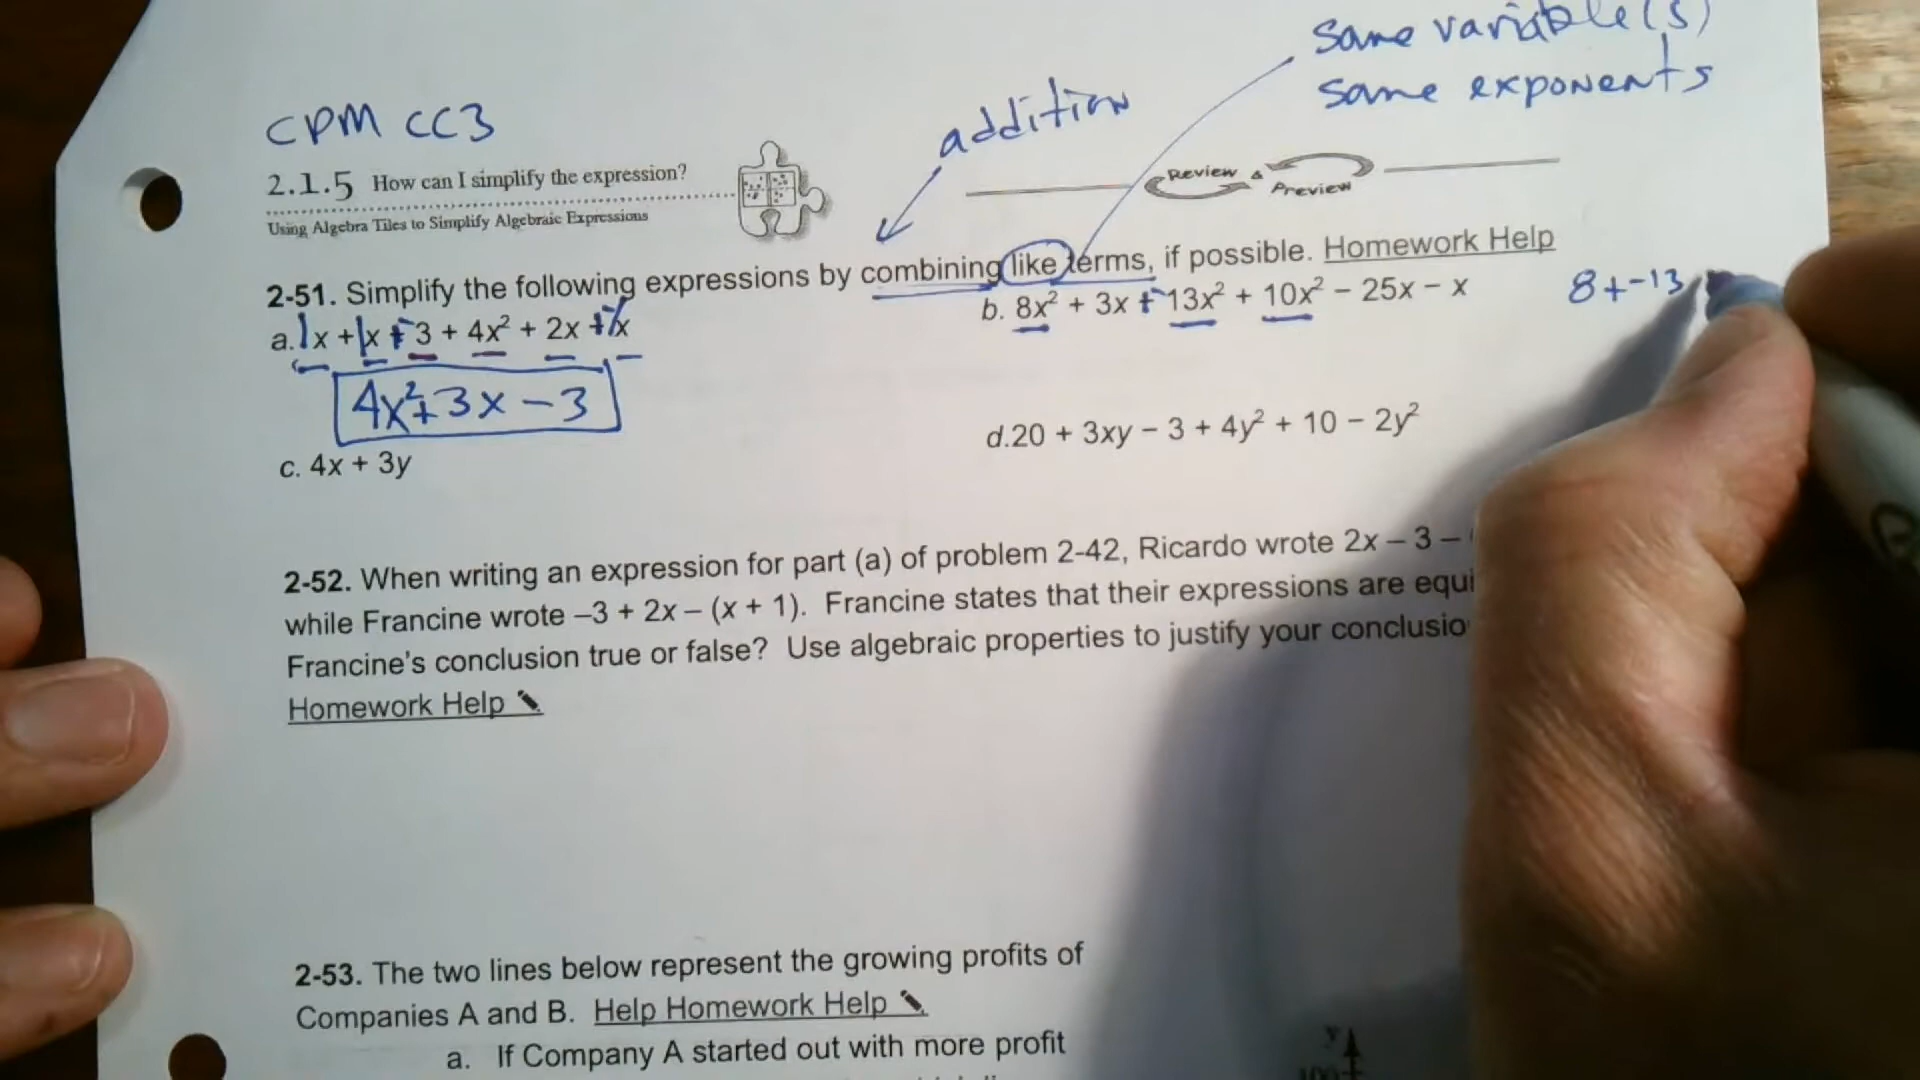 same variable(s)
same exponents
addition
CPM CC3
2.1.5 How can I simplify the expression?
Using Algebra Tiles to Simplify Algebraic Expressions
Review & Preview
2-51. Simplify the following expressions by combining like terms, if possible. Homework Help
a. 1x + 1x + -3 + 4x² + 2x + -x
4x² + 3x - 3
b. 8x² + 3x + -13x² + 10x² - 25x - x
8+-13
c. 4x + 3y
d.20 + 3xy - 3 + 4y² + 10 - 2y²
2-52. When writing an expression for part (a) of problem 2-42, Ricardo wrote 2x - 3 -
while Francine wrote -3 + 2x - (x + 1). Francine states that their expressions are equi
Francine's conclusion true or false? Use algebraic properties to justify your conclusio
Homework Help
2-53. The two lines below represent the growing profits of
Companies A and B. Help Homework Help
a. If Company A started out with more profit
y
100